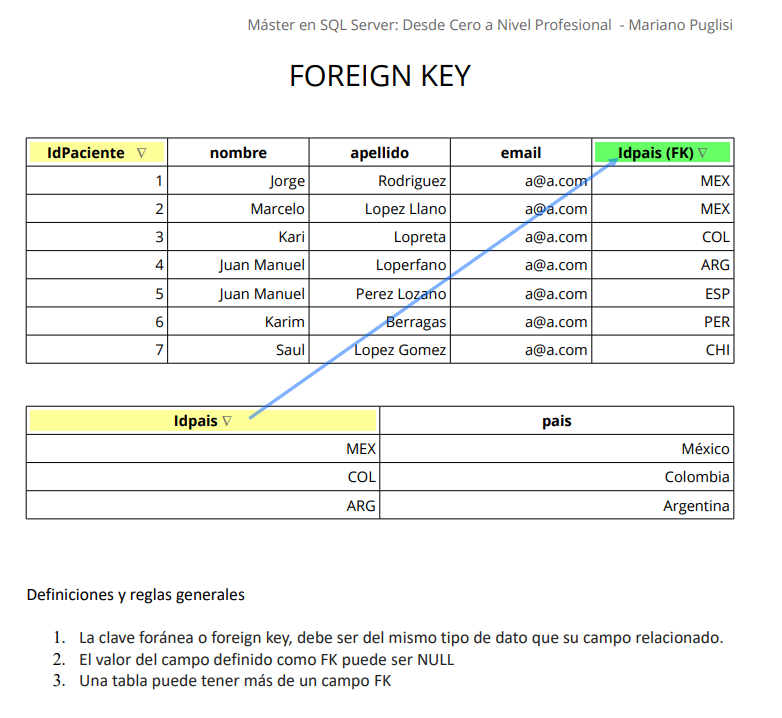 Máster en SQL Server: Desde Cero a Nivel Profesional - Mariano Puglisi
FOREIGN KEY
IdPaciente nombre apellido email Idpais (FK)
1 Jorge Rodriguez a@a.com MEX
2 Marcelo Lopez Llano a@a.com MEX
3 Kari Lopreta a@a.com COL
4 Juan Manuel Loperfano a@a.com ARG
5 Juan Manuel Perez Lozano a@a.com ESP
6 Karim Berragas a@a.com PER
7 Saul Lopez Gomez a@a.com CHI
Idpais pais
MEX México
COL Colombia
ARG Argentina
Definiciones y reglas generales
1. La clave foránea o foreign key, debe ser del mismo tipo de dato que su campo relacionado.
2. El valor del campo definido como FK puede ser NULL
3. Una tabla puede tener más de un campo FK